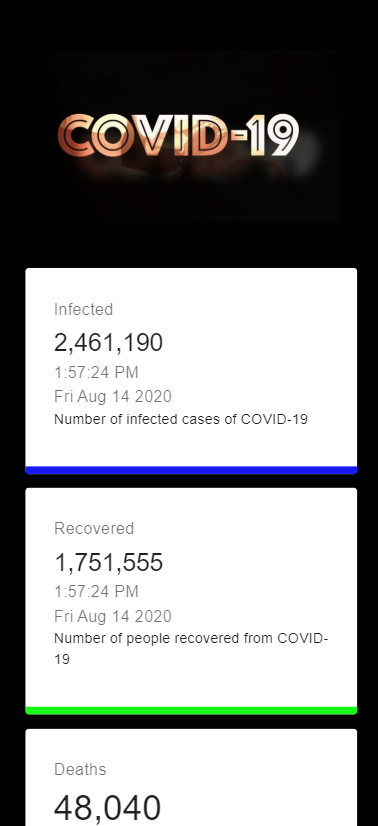 COVID-19
Infected
2,461,190
1:57:24 PM
Fri Aug 14 2020
Number of infected cases of COVID-19
Recovered
1,751,555
1:57:24 PM
Fri Aug 14 2020
Number of people recovered from COVID-
19
Deaths
48,040